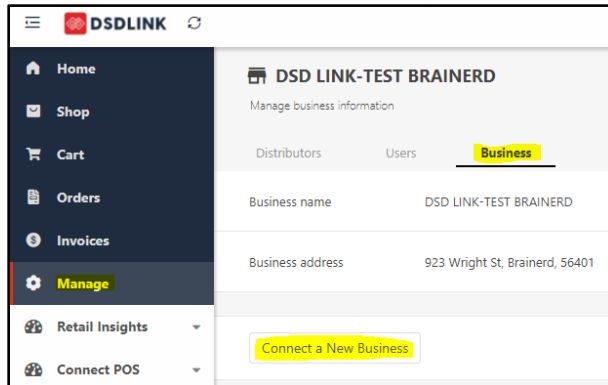 DSDLINK
Home
Shop
Cart
Orders
Invoices
Manage
Retail Insights
Connect POS
DSD LINK-TEST BRAINERD
Manage business information
Distributors Users Business
Business name DSD LINK-TEST BRAINERD
Business address 923 Wright St, Brainerd, 56401
Connect a New Business